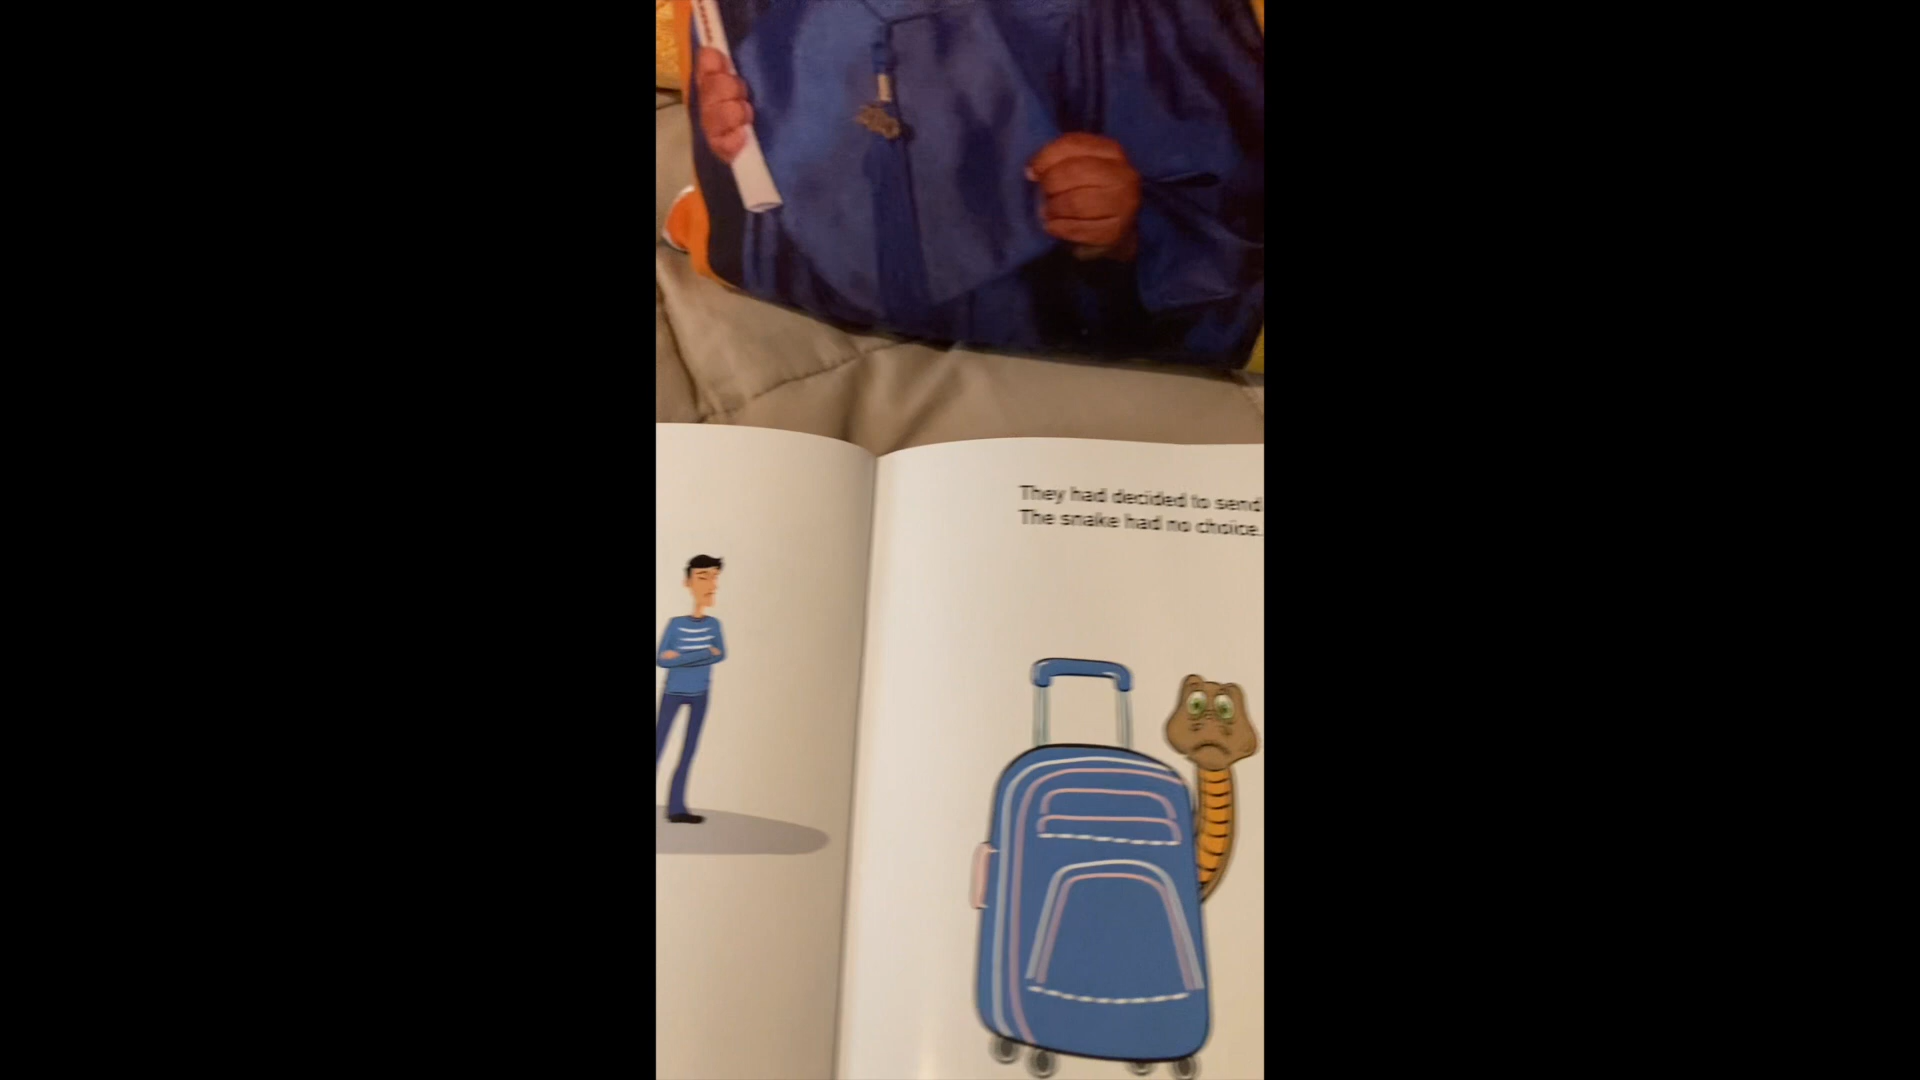 They had decided to send
The snake had no choice.